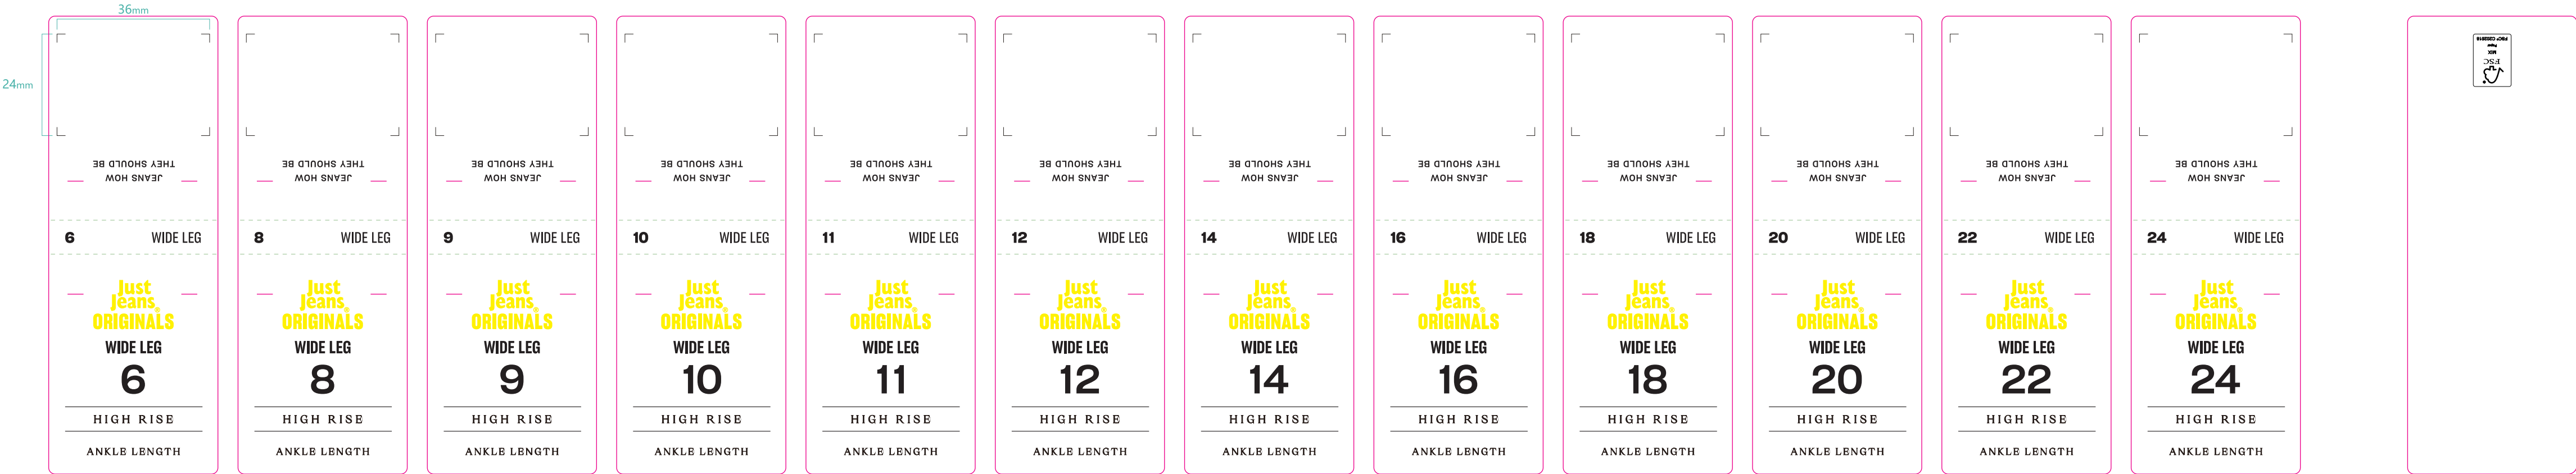 36mm
24mm
THEY SHOULD BE
JEANS HOW
6 WIDE LEG
Just
Jeans®
ORIGINALS
WIDE LEG
6
HIGH RISE
ANKLE LENGTH
THEY SHOULD BE
JEANS HOW
8 WIDE LEG
Just
Jeans®
ORIGINALS
WIDE LEG
8
HIGH RISE
ANKLE LENGTH
THEY SHOULD BE
JEANS HOW
9 WIDE LEG
Just
Jeans®
ORIGINALS
WIDE LEG
9
HIGH RISE
ANKLE LENGTH
THEY SHOULD BE
JEANS HOW
10 WIDE LEG
Just
Jeans®
ORIGINALS
WIDE LEG
10
HIGH RISE
ANKLE LENGTH
THEY SHOULD BE
JEANS HOW
11 WIDE LEG
Just
Jeans®
ORIGINALS
WIDE LEG
11
HIGH RISE
ANKLE LENGTH
THEY SHOULD BE
JEANS HOW
12 WIDE LEG
Just
Jeans®
ORIGINALS
WIDE LEG
12
HIGH RISE
ANKLE LENGTH
THEY SHOULD BE
JEANS HOW
14 WIDE LEG
Just
Jeans®
ORIGINALS
WIDE LEG
14
HIGH RISE
ANKLE LENGTH
THEY SHOULD BE
JEANS HOW
16 WIDE LEG
Just
Jeans®
ORIGINALS
WIDE LEG
16
HIGH RISE
ANKLE LENGTH
THEY SHOULD BE
JEANS HOW
18 WIDE LEG
Just
Jeans®
ORIGINALS
WIDE LEG
18
HIGH RISE
ANKLE LENGTH
THEY SHOULD BE
JEANS HOW
20 WIDE LEG
Just
Jeans®
ORIGINALS
WIDE LEG
20
HIGH RISE
ANKLE LENGTH
THEY SHOULD BE
JEANS HOW
22 WIDE LEG
Just
Jeans®
ORIGINALS
WIDE LEG
22
HIGH RISE
ANKLE LENGTH
THEY SHOULD BE
JEANS HOW
24 WIDE LEG
Just
Jeans®
ORIGINALS
WIDE LEG
24
HIGH RISE
ANKLE LENGTH
FSC
MIX
Paper